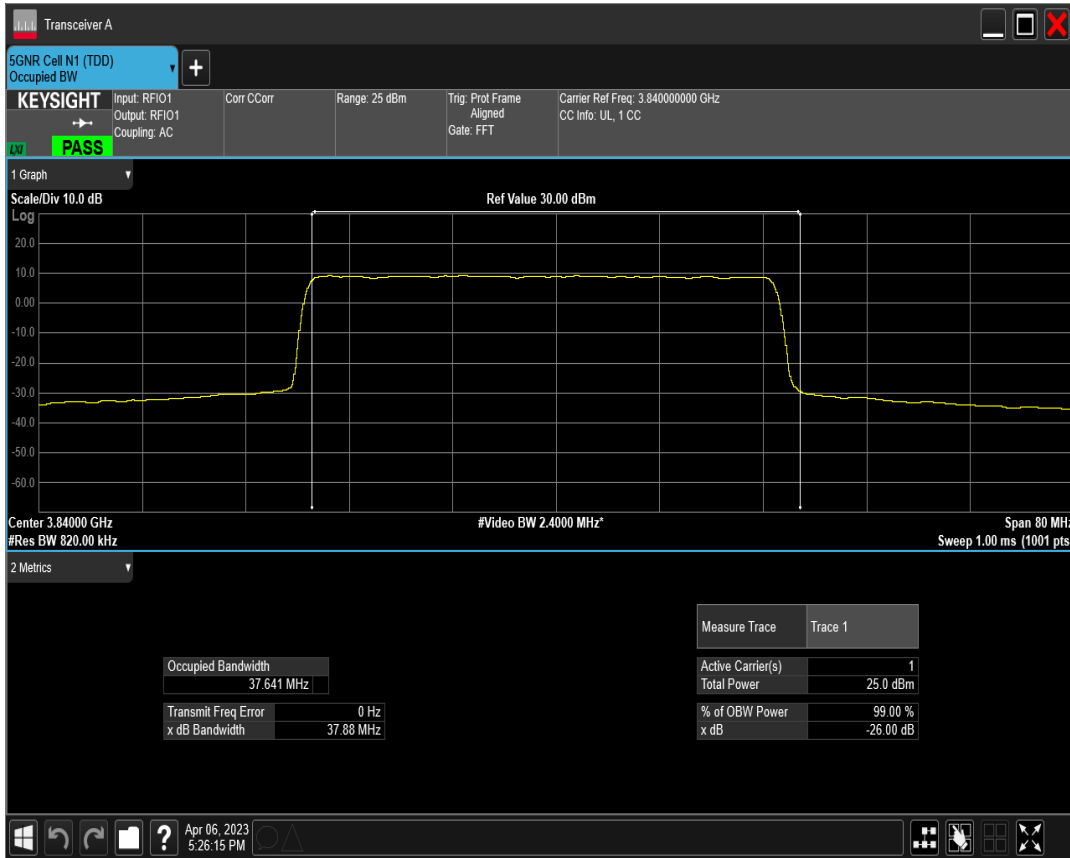 Transceiver A
5GNR Cell N1 (TDD)
Occupied BW
+
KEYSIGHT
LXI
PASS
Input: RFIO1
Output: RFIO1
Coupling: AC
Corr CCorr
Range: 25 dBm
Trig: Prot Frame
Aligned
Gate: FFT
Carrier Ref Freq: 3.840000000 GHz
CC Info: UL, 1 CC
1 Graph
Scale/Div 10.0 dB
Ref Value 30.00 dBm
Log
20.0
10.0
0.00
-10.0
-20.0
-30.0
-40.0
-50.0
-60.0
Center 3.84000 GHz
#Video BW 2.4000 MHz*
Span 80 MHz
#Res BW 820.00 kHz
Sweep 1.00 ms (1001 pts
2 Metrics
Measure Trace Trace 1
Occupied Bandwidth
37.641 MHz
Transmit Freq Error 0 Hz
x dB Bandwidth 37.88 MHz
Active Carrier(s) 1
Total Power 25.0 dBm
% of OBW Power 99.00 %
x dB -26.00 dB
?
Apr 06, 2023
5:26:15 PM